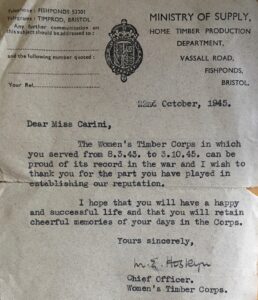 Telephone : FISHPONDS 53301
Telegrams : TIMPROD, BRISTOL
Any further communication on
this subject should be addressed to :
and the following number quoted :
Your Ref.
MINISTRY OF SUPPLY,
HOME TIMBER PRODUCTION
DEPARTMENT,
VASSALL ROAD,
FISHPONDS,
BRISTOL.
22nd October, 1945.
Dear Miss Carini,
The Women's Timber Corps in which
you served from 8.3.43. to 3.10.45. can be
proud of its record in the war and I wish to
thank you for the part you have played in
establishing our reputation.
I hope that you will have a happy
and successful life and that you will retain
cheerful memories of your days in the Corps.
Yours sincerely,
Chief Officer.
Women's Timber Corps.